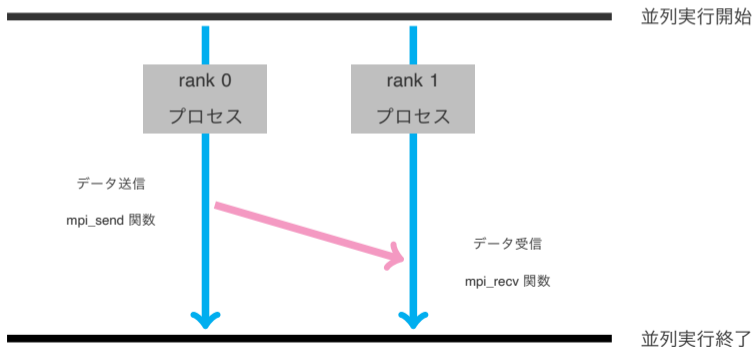 並列実行開始
rank 0
プロセス
rank 1
プロセス
データ送信
mpi_send 関数
データ受信
mpi_recv 関数
並列実行終了